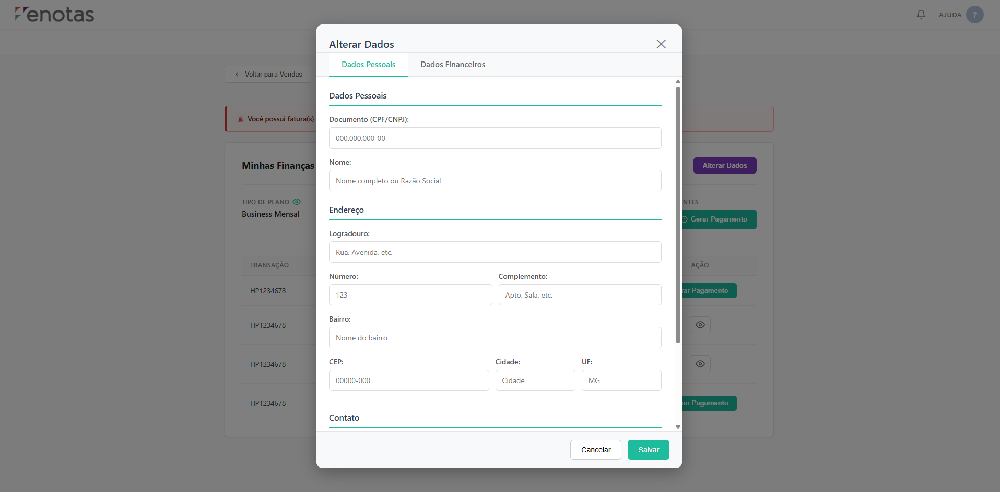 enotas
AJUDA ?
Alterar Dados
Dados Pessoais Dados Financeiros
Voltar para Vendas
Dados Pessoais
Você possui fatura(s)
Documento (CPF/CNPJ):
000.000.000-00
Nome:
Nome completo ou Razão Social
Minhas Finanças
Alterar Dados
TIPO DE PLANO
Business Mensal
Gerar Pagamento
Endereço
Logradouro:
Rua, Avenida, etc.
TRANSAÇÃO
AÇÃO
Número: Complemento:
123 Apto, Sala, etc.
HP1234678
Pagamento
Bairro:
Nome do bairro
HP1234678
CEP: Cidade: UF:
00000-000 Cidade MG
HP1234678
HP1234678
Pagamento
Contato
Cancelar Salvar